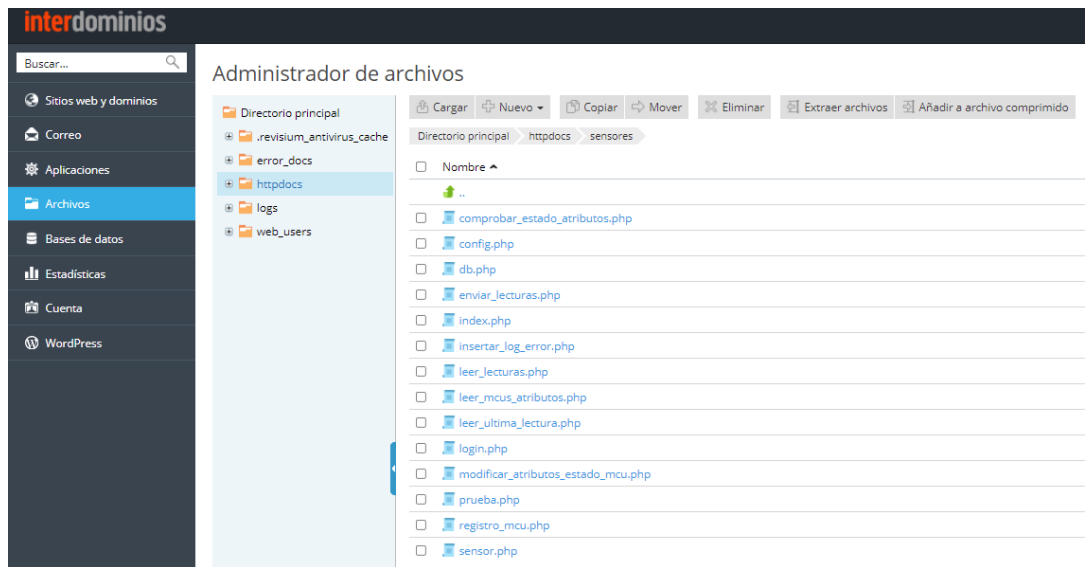 interdominios
Buscar...
Sitios web y dominios
Correo
Aplicaciones
Archivos
Bases de datos
Estadísticas
Cuenta
WordPress
Administrador de archivos
Directorio principal
.revisium_antivirus_cache
error_docs
httpdocs
logs
web_users
Cargar Nuevo Copiar Mover Eliminar Extraer archivos Añadir a archivo comprimido
Directorio principal httpdocs sensores
Nombre
..
comprobar_estado_atributos.php
config.php
db.php
enviar_lecturas.php
index.php
insertar_log_error.php
leer_lecturas.php
leer_mcus_atributos.php
leer_ultima_lectura.php
login.php
modificar_atributos_estado_mcu.php
prueba.php
registro_mcu.php
sensor.php